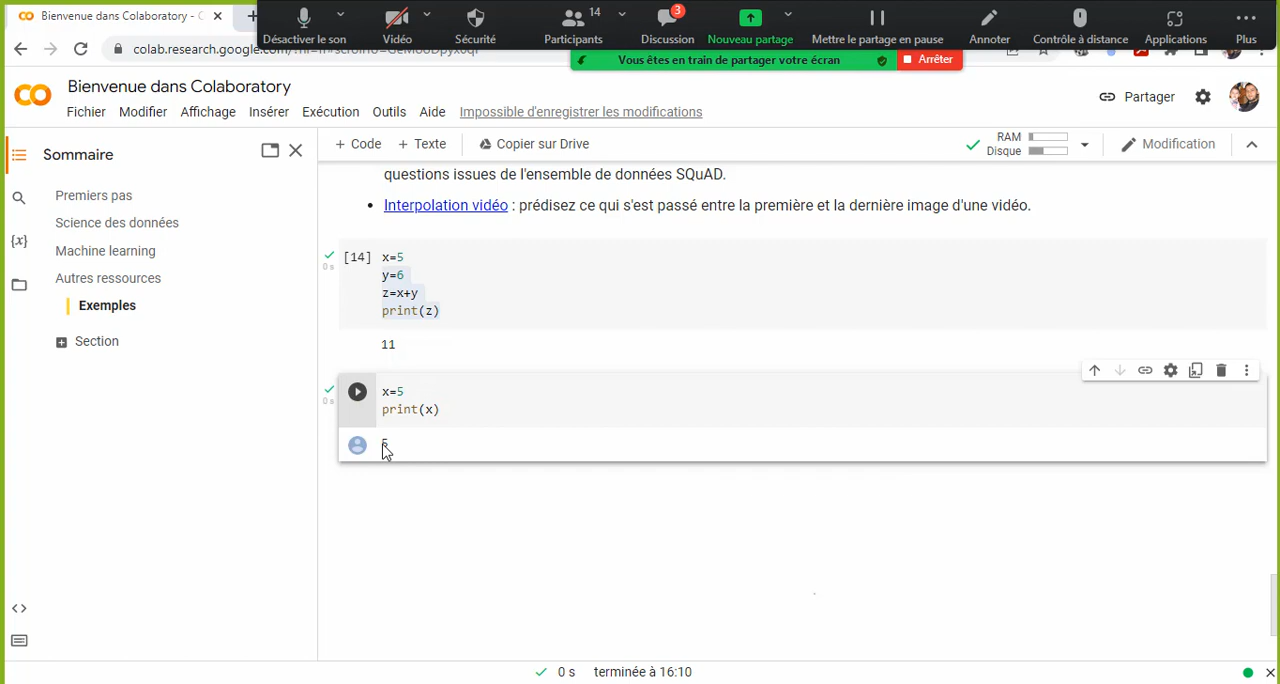 Bienvenue dans Colaboratory - C
14
3
Désactiver le son
Vidéo
Sécurité
Participants
Discussion
Nouveau partage
Mettre le partage en pause
Annoter
Contrôle à distance
Applications
Plus
colab.research.google.
Vous êtes en train de partager votre écran
Arrêter
Bienvenue dans Colaboratory
Partager
Fichier
Modifier
Affichage
Insérer
Exécution
Outils
Aide
Impossible d'enregistrer les modifications
+ Code
+ Texte
Copier sur Drive
RAM
Disque
Modification
Sommaire
Premiers pas
Science des données
Machine learning
Autres ressources
Exemples
Section
questions issues de l'ensemble de données SQuAD.
• Interpolation vidéo : prédisez ce qui s'est passé entre la première et la dernière image d'une vidéo.
[14] x=5
0 s
y=6
z=x+y
print(z)
11
x=5
0 s
print(x)
5
0 s terminée à 16:10